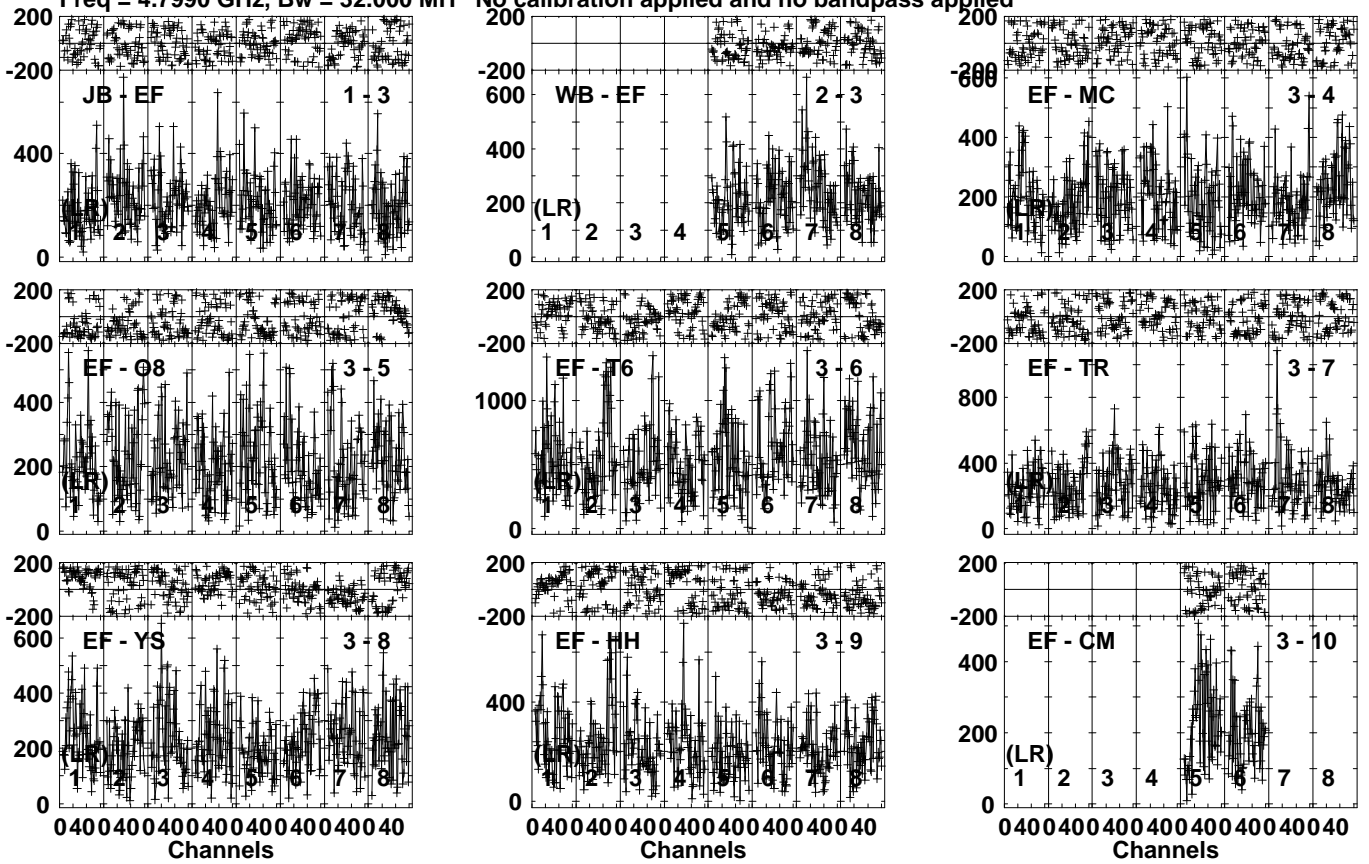 Freq = 4.7990 GHz, Bw = 32.000 MH No calibration applied and no bandpass applied
200 200 200
-200 -200 -200
JB - EF 1 - 3 WB - EF 2 - 3 EF - MC 3 - 4
600 600
400 400 400
200 200 200
(LR) (LR) (LR)
1 2 3 4 5 6 7 8 1 2 3 4 5 6 7 8 1 2 3 4 5 6 7 8
0 0 0
200 200 200
-200 -200 -200
EF - O8 3 - 5 EF - T6 3 - 6 EF - TR 3 - 7
400 1000 800
200 400
(LR) (LR) (LR)
1 2 3 4 5 6 7 8 1 2 3 4 5 6 7 8 1 2 3 4 5 6 7 8
0 0 0
200 200 200
-200 -200 -200
600
EF - YS 3 - 8 EF - HH 3 - 9 EF - CM 3 - 10
400 400 400
200 200
(LR) (LR) (LR)
1 2 3 4 5 6 7 8 1 2 3 4 5 6 7 8 1 2 3 4 5 6 7 8
0 0 0
0 40 0 40 0 40 0 40 0 40 0 40 0 40 0 40 0 40 0 40 0 40 0 40 0 40 0 40 0 40 0 40 0 40 0 40 0 40 0 40 0 40 0 40 0 40 0 40
Channels Channels Channels